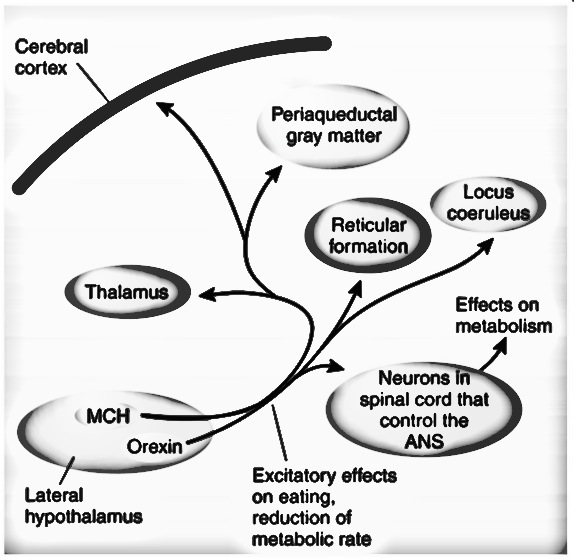 Cerebral
cortex
Periaqueductal
gray matter
Locus
coeruleus
Reticular
formation
Thalamus
Effects on
metabolism
Neurons in
spinal cord that
control the
ANS
MCH
Orexin
Lateral
hypothalamus
Excitatory effects
on eating,
reduction of
metabolic rate